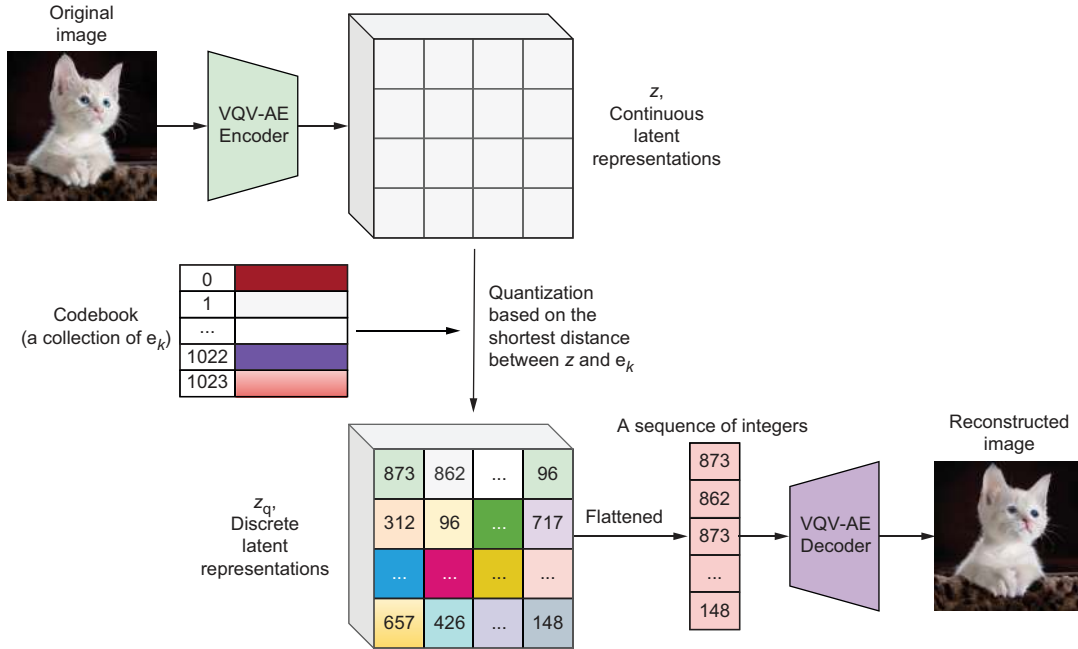 Original
image
VQV-AE
Encoder
z,
Continuous
latent
representations
Codebook
(a collection of eₖ)
0
1
...
1022
1023
Quantization
based on the
shortest distance
between z and eₖ
z_q,
Discrete
latent
representations
873 862 ... 96
312 96 ... 717
... ... ... ...
657 426 ... 148
Flattened
A sequence of integers
873
862
873
...
148
VQV-AE
Decoder
Reconstructed
image